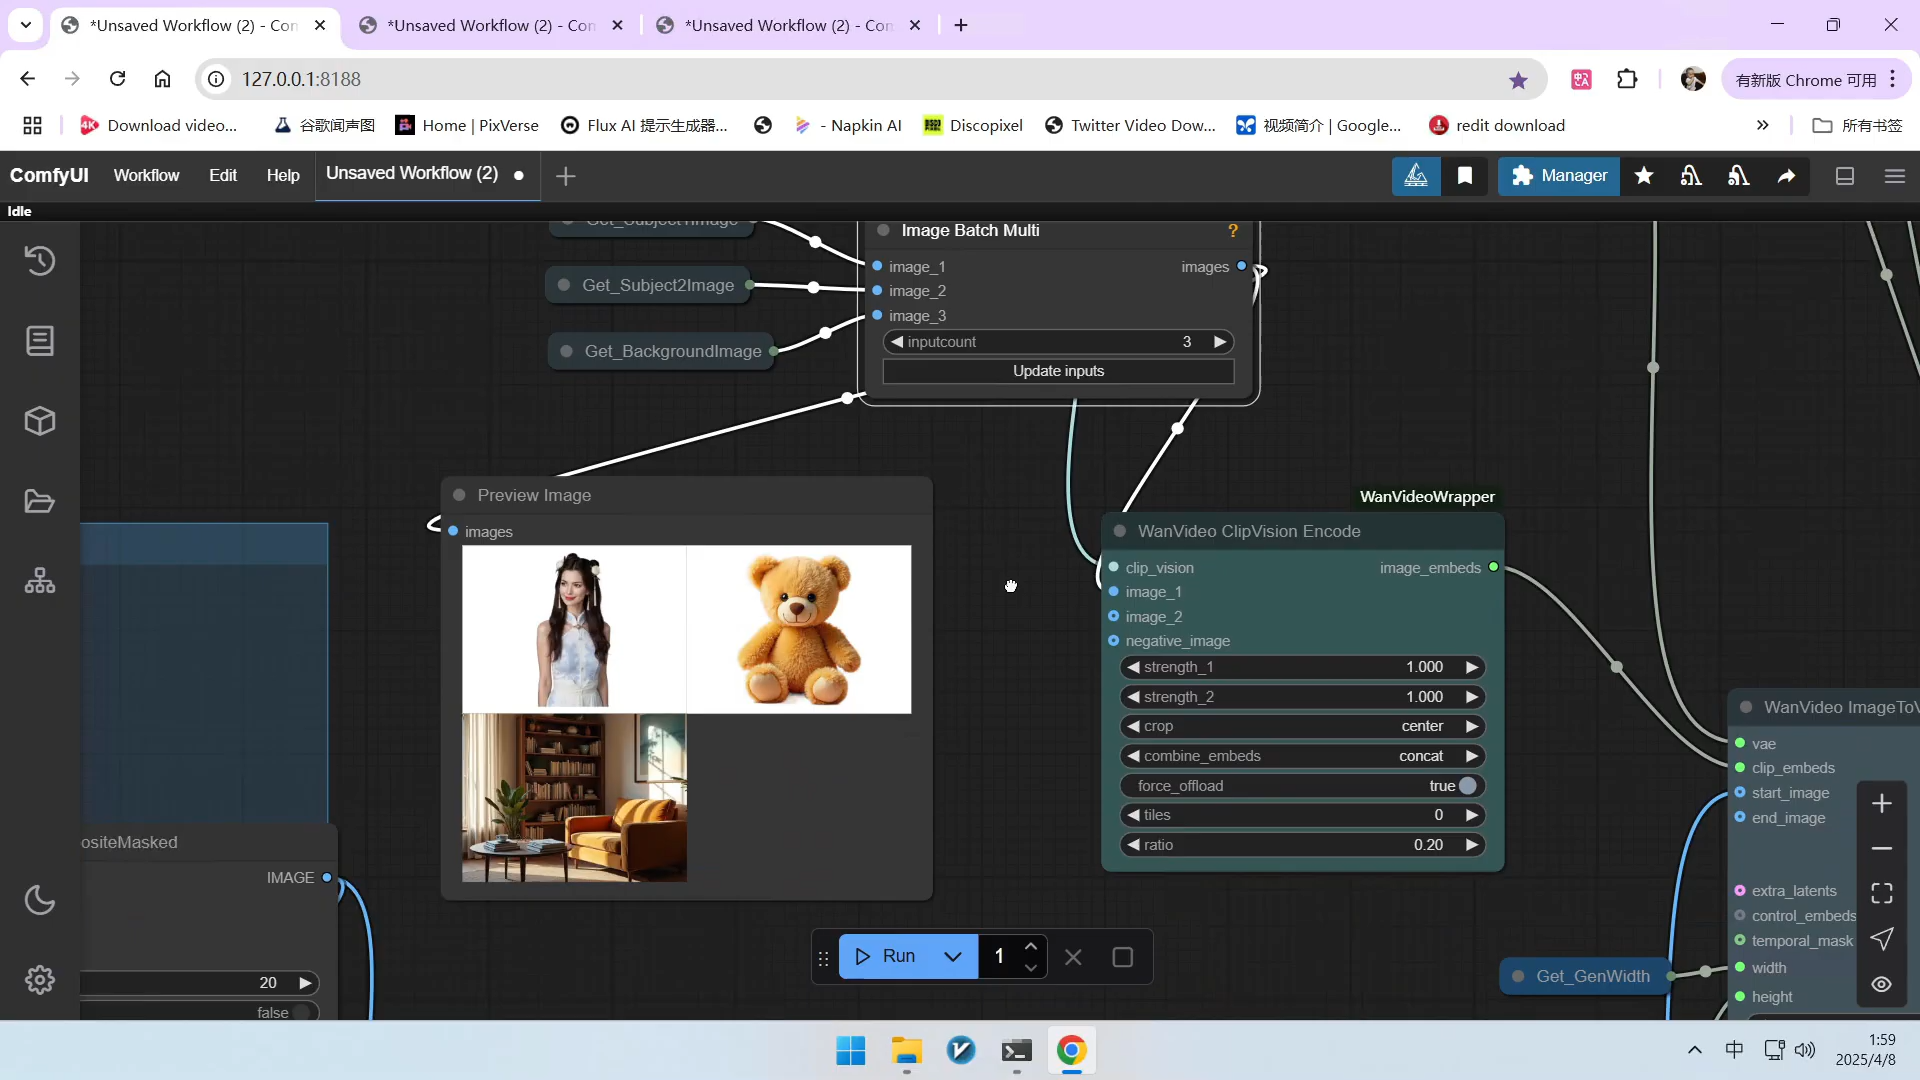 *Unsaved Workflow (2) - Con
*Unsaved Workflow (2) - Con
*Unsaved Workflow (2) - Con
127.0.0.1:8188
有新版 Chrome 可用
Download video...
谷歌闻声图
Home | PixVerse
Flux AI 提示生成器...
- Napkin AI
Discopixel
Twitter Video Dow...
视频简介 | Google...
redit download
所有书签
ComfyUI
Workflow
Edit
Help
Unsaved Workflow (2)
Manager
Idle
Get_Subject1Image
Image Batch Multi
?
image_1
images
Get_Subject2Image
image_2
image_3
inputcount
3
Get_BackgroundImage
Update inputs
Preview Image
WanVideoWrapper
images
WanVideo ClipVision Encode
clip_vision
image_embeds
image_1
image_2
negative_image
strength_1
1.000
strength_2
1.000
crop
center
combine_embeds
concat
force_offload
true
tiles
0
ratio
0.20
WanVideo ImageToV
vae
clip_embeds
start_image
end_image
extra_latents
control_embeds
temporal_mask
width
height
Get_GenWidth
ositeMasked
IMAGE
20
false
Run
1
中
1:59
2025/4/8